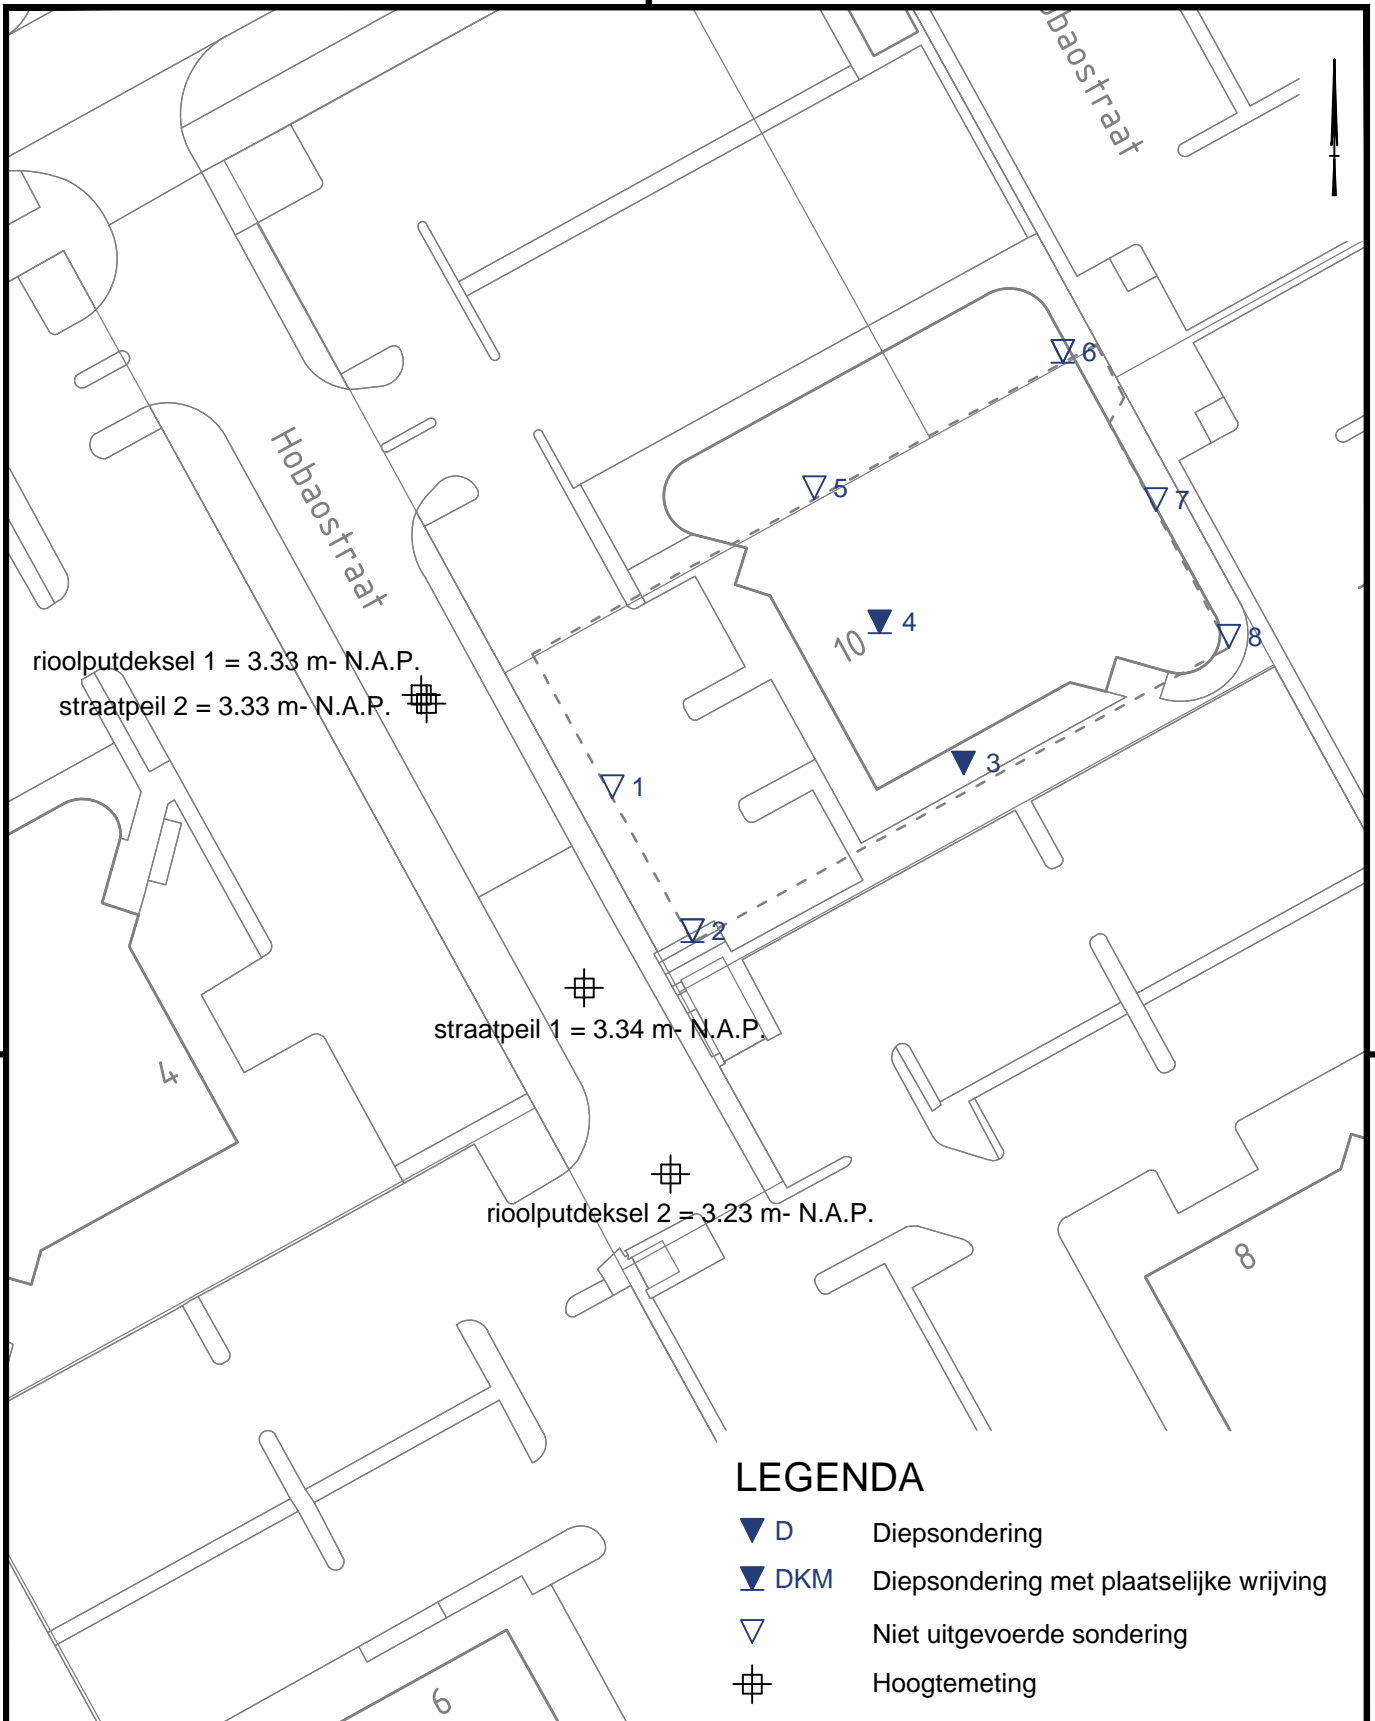 obaostraat
6
5
Hobaostraat
7
4
10
8
rioolputdeksel 1 = 3.33 m- N.A.P.
straatpeil 2 = 3.33 m- N.A.P.
3
1
2
straatpeil 1 = 3.34 m- N.A.P.
4
rioolputdeksel 2 = 3.23 m- N.A.P.
8
LEGENDA
D Diepsondering
DKM Diepsondering met plaatselijke wrijving
Niet uitgevoerde sondering
Hoogtemeting
6